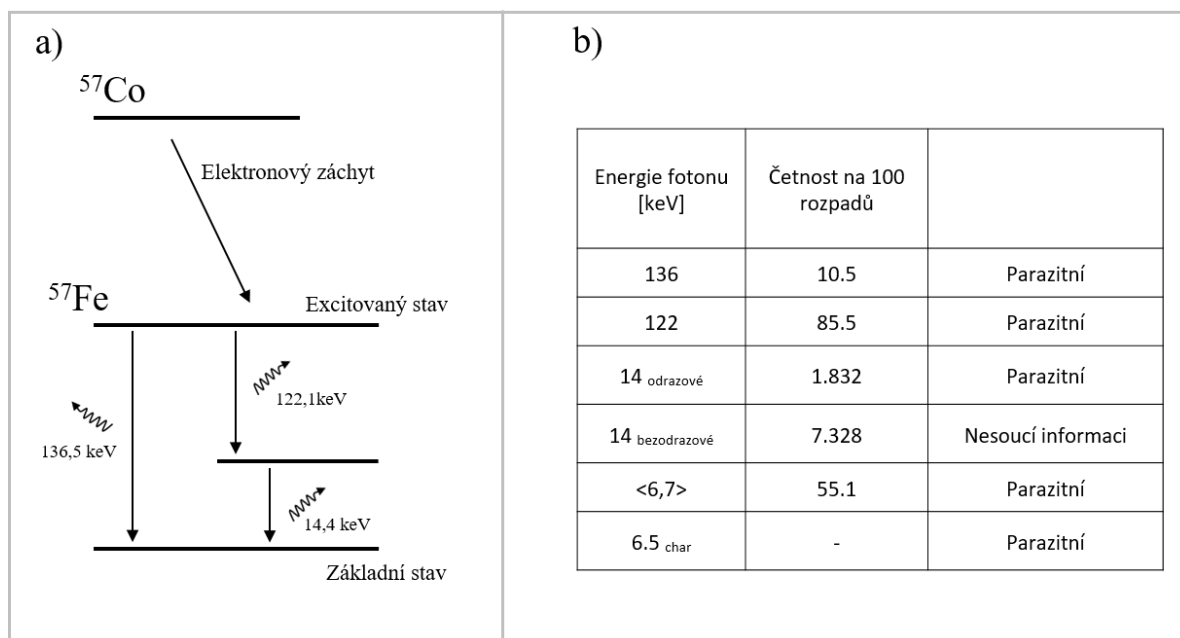 a)
⁵⁷Co
Elektronový záchyt
⁵⁷Fe
Excitovaný stav
122,1keV
136,5 keV
14,4 keV
Základní stav
b)
Energie fotonu [keV] Četnost na 100 rozpadů
136 10.5 Parazitní
122 85.5 Parazitní
14 odrazové 1.832 Parazitní
14 bezodrazové 7.328 Nesoucí informaci
<6,7> 55.1 Parazitní
6.5 char - Parazitní